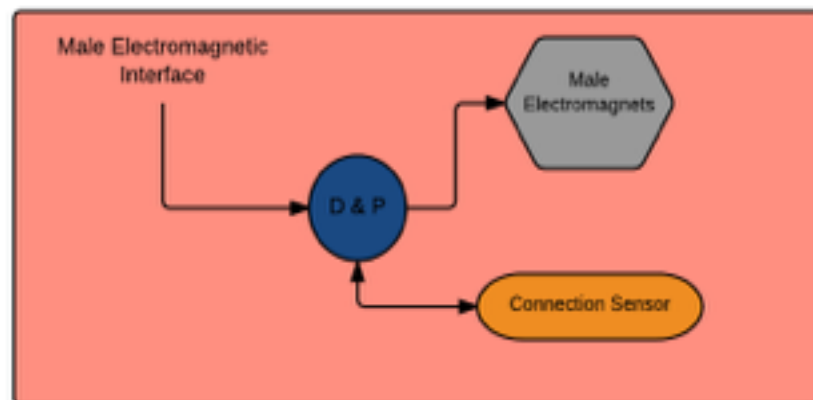 Male Electromagnetic
Interface
Male
Electromagnets
D & P
Connection Sensor